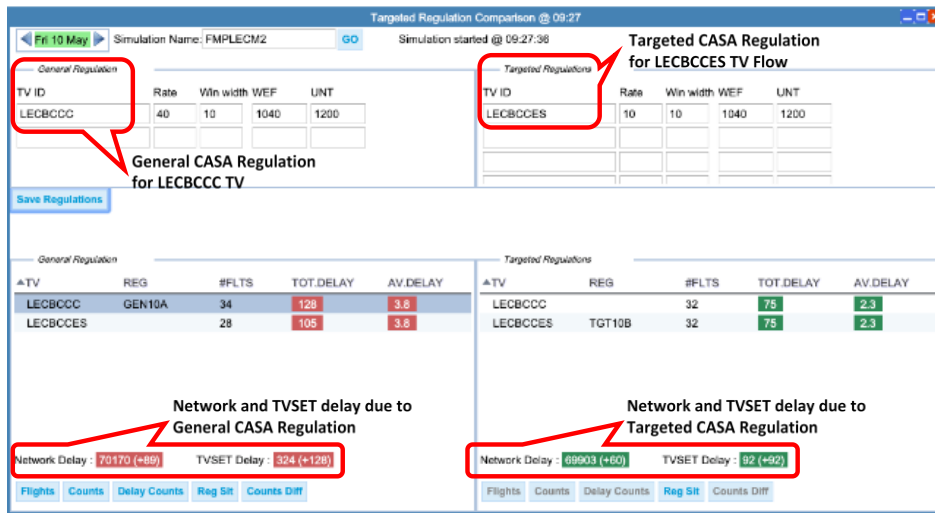 Targeted Regulation Comparison @ 09:27
Fri 10 May Simulation Name: FMPLECM2 GO Simulation started @ 09:27:36
Targeted CASA Regulation
for LECBCCES TV Flow
General Regulation
TV ID Rate Win width WEF UNT
LECBCCC 40 10 1040 1200
Targeted Regulations
TV ID Rate Win width WEF UNT
LECBCCES 10 10 1040 1200
General CASA Regulation
for LECBCCC TV
Save Regulations
General Regulation
TV REG #FLTS TOT.DELAY AV.DELAY
LECBCCC GEN10A 34 128 3.8
LECBCCES 28 105 3.8
Targeted Regulations
TV REG #FLTS TOT.DELAY AV.DELAY
LECBCCC 32 75 2.3
LECBCCES TGT10B 32 75 2.3
Network and TVSET delay due to
General CASA Regulation
Network Delay : 70170 (+89) TVSET Delay : 324 (+128)
Flights Counts Delay Counts Reg Sit Counts Diff
Network and TVSET delay due to
Targeted CASA Regulation
Network Delay : 69903 (+60) TVSET Delay : 92 (+92)
Flights Counts Delay Counts Reg Sit Counts Diff